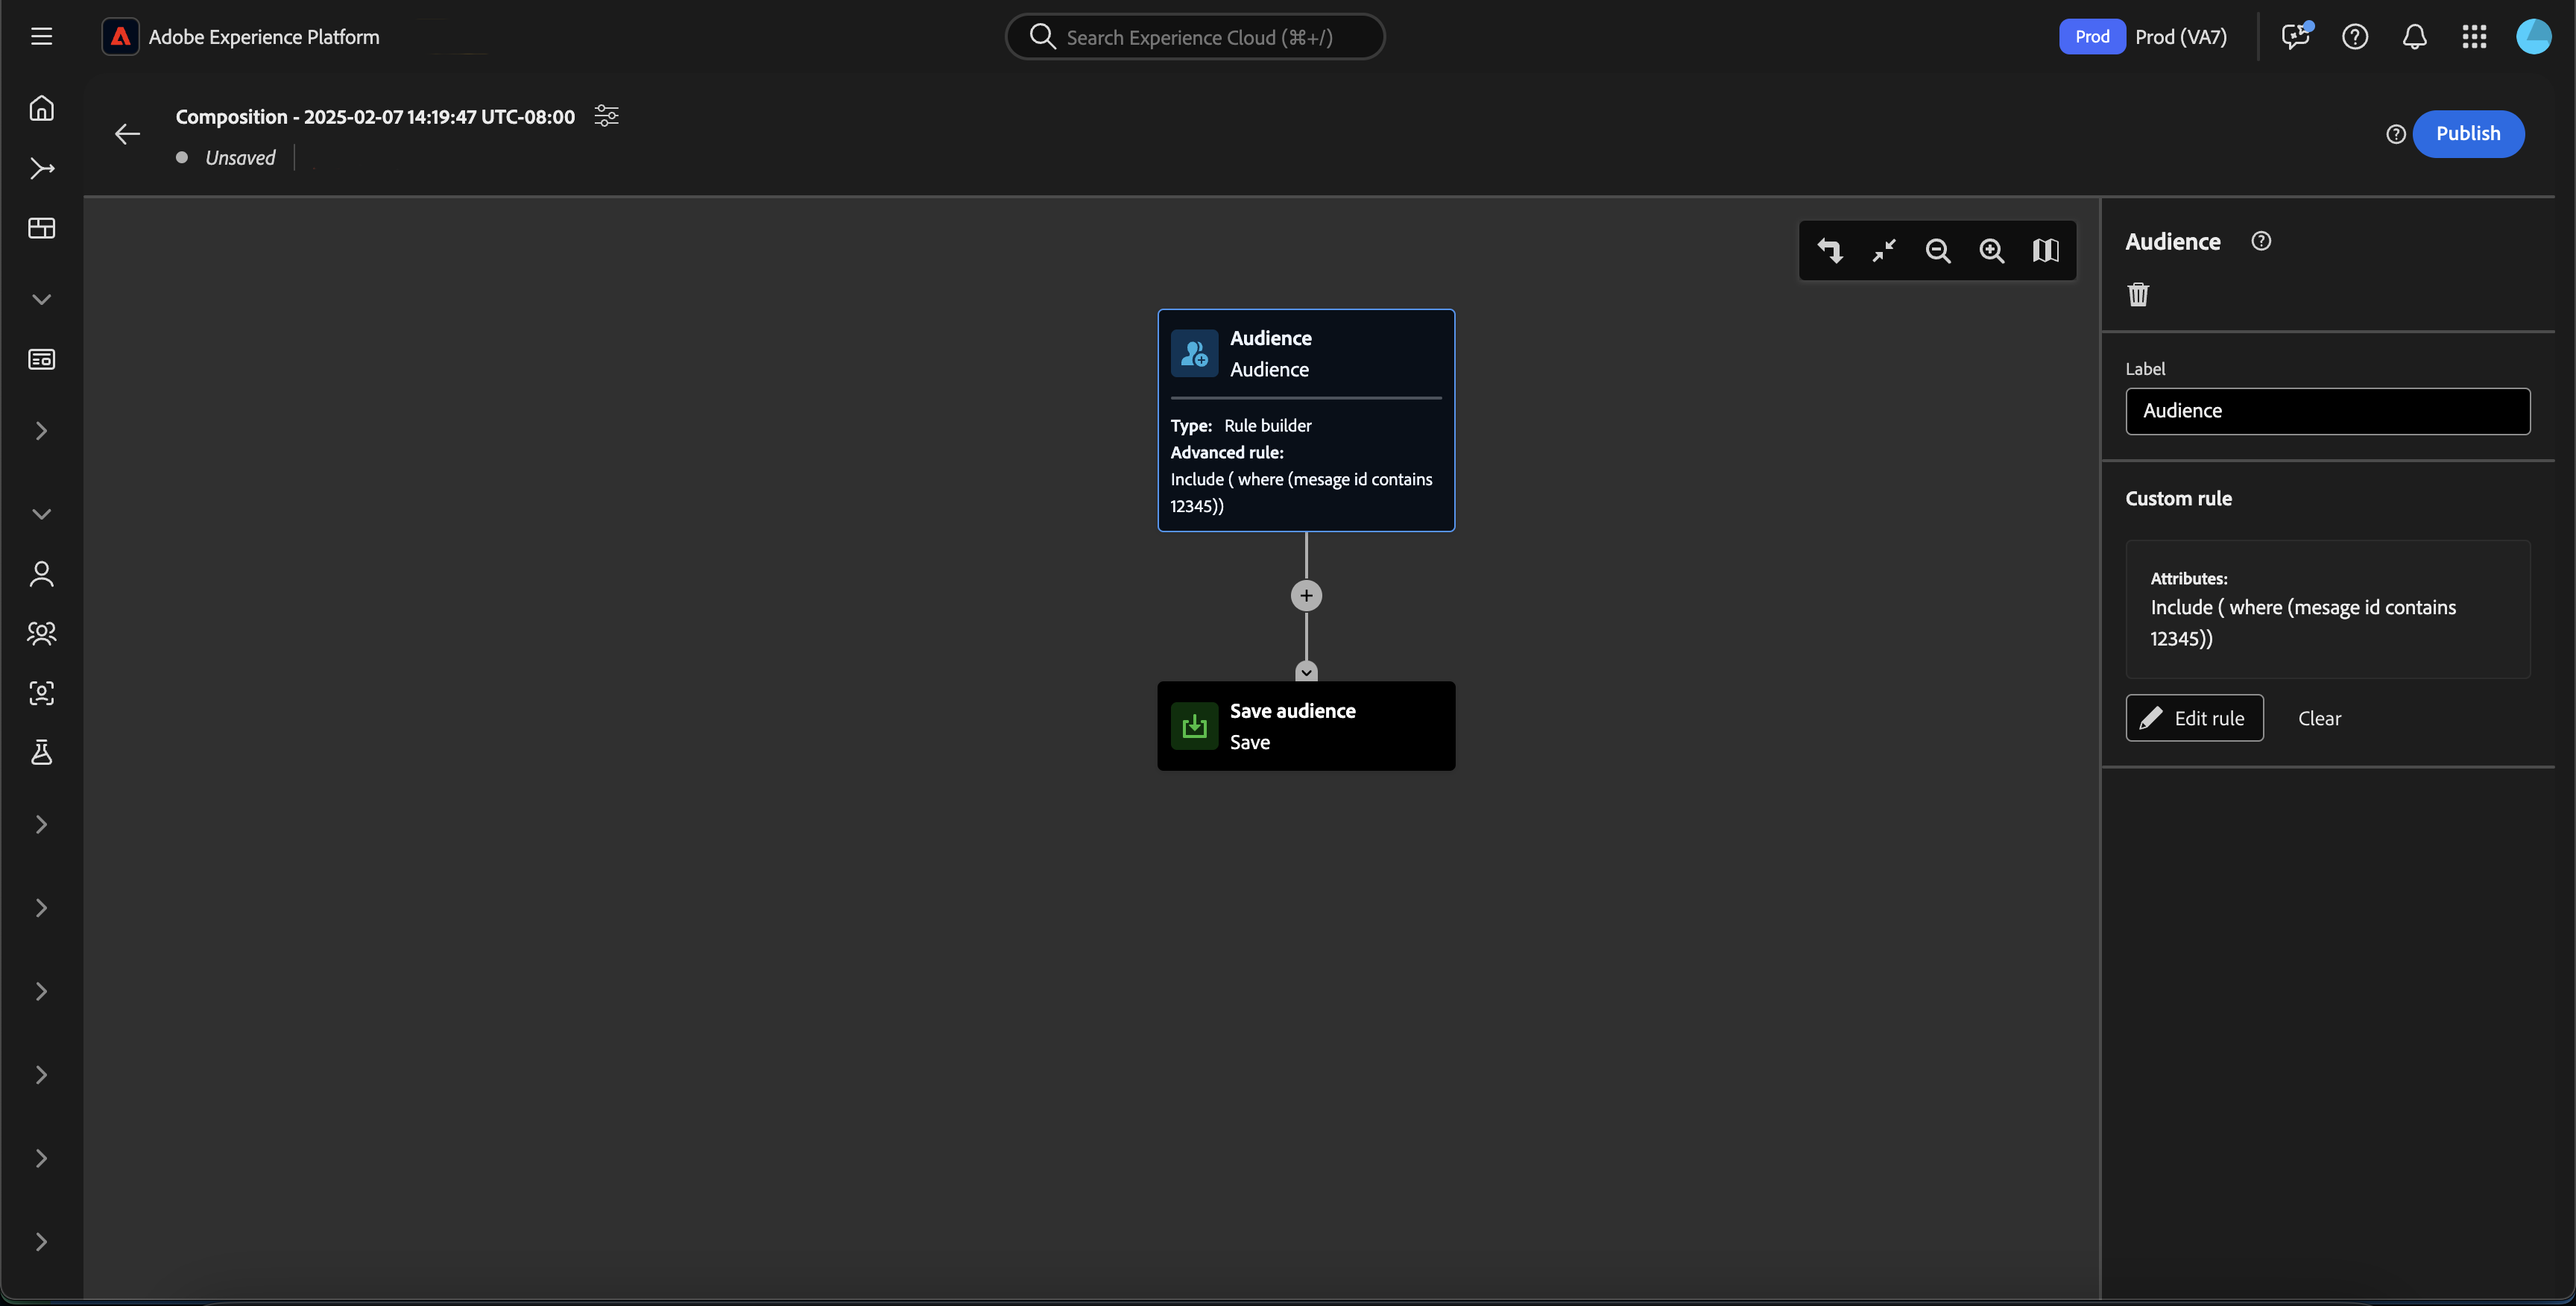 Adobe Experience Platform
Search Experience Cloud (⌘+/)
Prod
Prod (VA7)
Composition - 2025-02-07 14:19:47 UTC-08:00
Unsaved
Publish
Audience
Audience
Type: Rule builder
Advanced rule:
Include ( where (mesage id contains
12345))
Save audience
Save
Audience
Label
Audience
Custom rule
Attributes:
Include ( where (mesage id contains
12345))
Edit rule
Clear